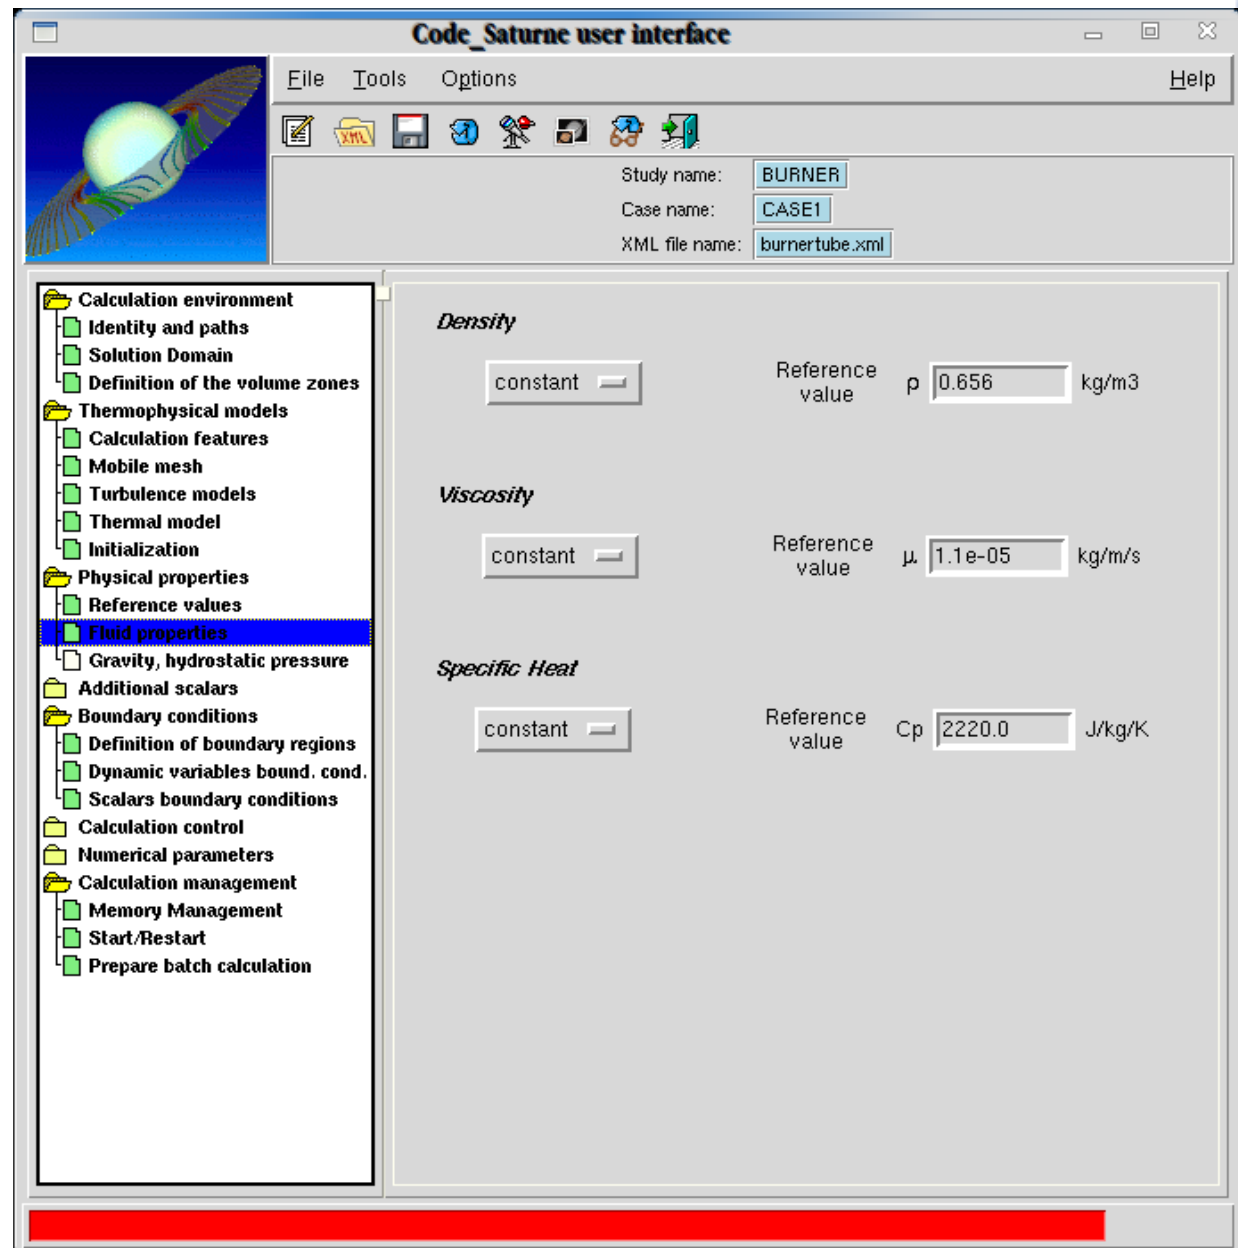 Code_Saturne user interface
File Tools Options Help
XML
Study name: BURNER
Case name: CASE1
XML file name: burnertube.xml
Calculation environment
Identity and paths
Solution Domain
Definition of the volume zones
Thermophysical models
Calculation features
Mobile mesh
Turbulence models
Thermal model
Initialization
Physical properties
Reference values
Fluid properties
Gravity, hydrostatic pressure
Additional scalars
Boundary conditions
Definition of boundary regions
Dynamic variables bound. cond.
Scalars boundary conditions
Calculation control
Numerical parameters
Calculation management
Memory Management
Start/Restart
Prepare batch calculation
Density
constant Reference value ρ 0.656 kg/m3
Viscosity
constant Reference value μ 1.1e-05 kg/m/s
Specific Heat
constant Reference value Cp 2220.0 J/kg/K